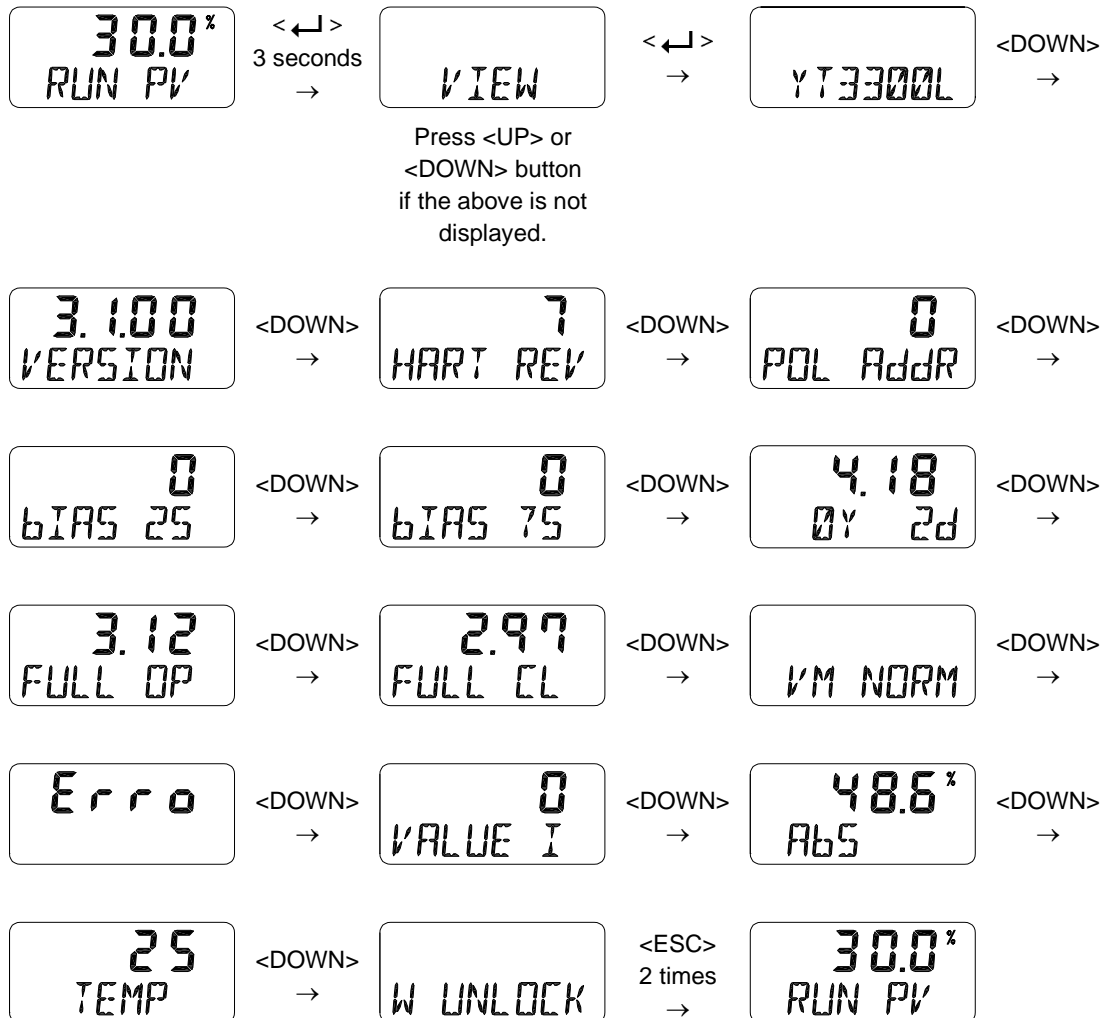 30.0%
RUN PV
< ↵ >
3 seconds
→
VIEW
Press <UP> or
<DOWN> button
if the above is not
displayed.
< ↵ >
→
YT3300L
<DOWN>
→
3.1.00
VERSION
<DOWN>
→
7
HART REV
<DOWN>
→
0
POL AddR
<DOWN>
→
0
bIAS 25
<DOWN>
→
0
bIAS 75
<DOWN>
→
4.18
0Y 2d
<DOWN>
→
3.12
FULL OP
<DOWN>
→
2.97
FULL CL
<DOWN>
→
VM NORM
<DOWN>
→
Erro
<DOWN>
→
0
VALUE I
<DOWN>
→
48.6%
AbS
<DOWN>
→
25
TEMP
<DOWN>
→
W UNLOCK
<ESC>
2 times
→
30.0%
RUN PV